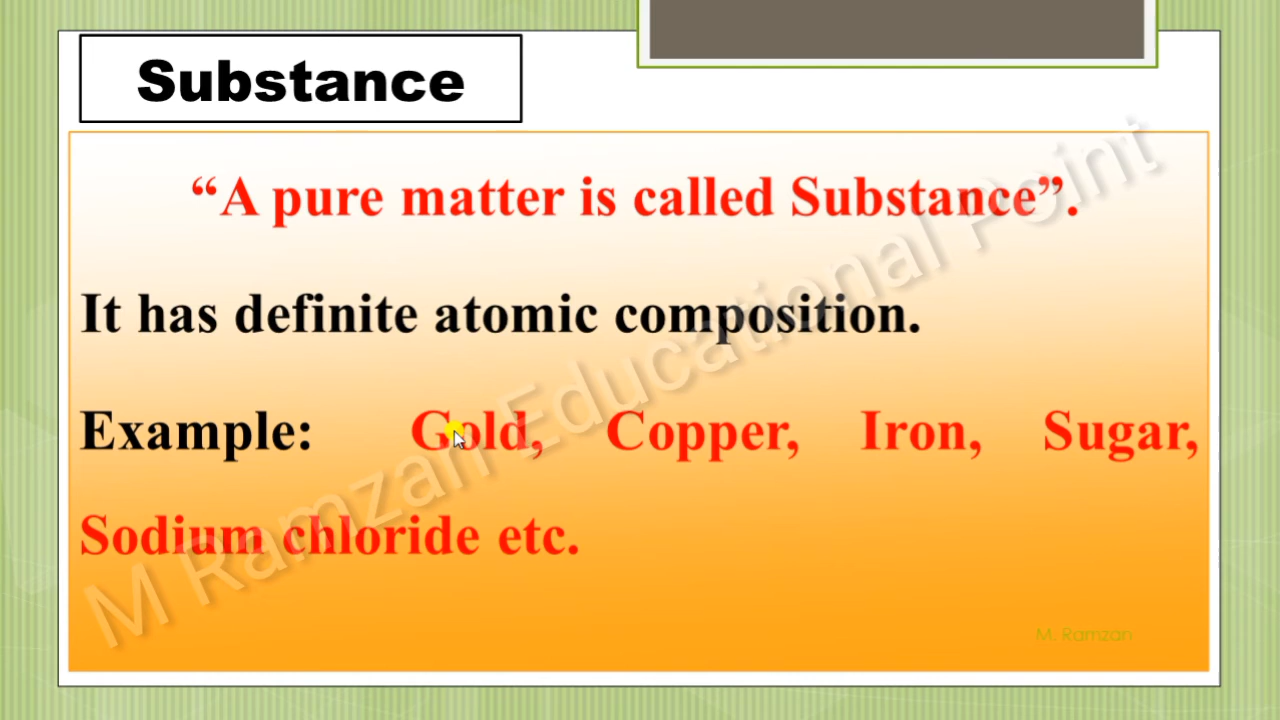 Substance
“A pure matter is called Substance”.
It has definite atomic composition.
Example: Gold, Copper, Iron, Sugar,
Sodium chloride etc.
M Ramzan Educational Point
M. Ramzan